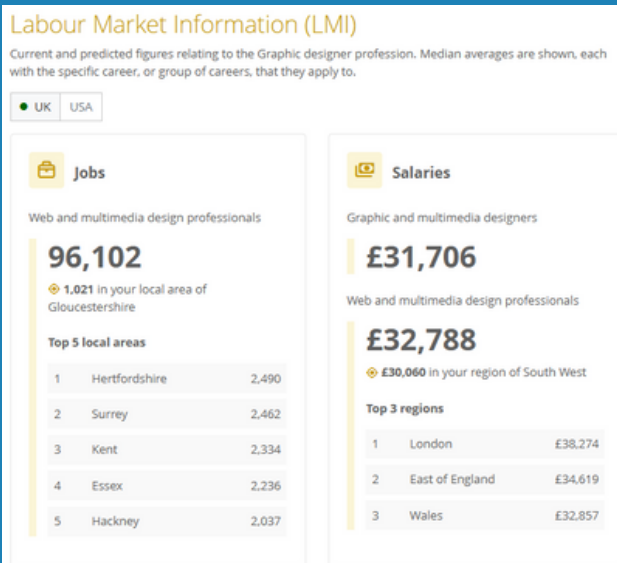 Labour Market Information (LMI)
Current and predicted figures relating to the Graphic designer profession. Median averages are shown, each
with the specific career, or group of careers, that they apply to.
UK USA
Jobs
Web and multimedia design professionals
96,102
1,021 in your local area of
Gloucestershire
Top 5 local areas
1 Hertfordshire 2,490
2 Surrey 2,462
3 Kent 2,334
4 Essex 2,236
5 Hackney 2,037
Salaries
Graphic and multimedia designers
£31,706
Web and multimedia design professionals
£32,788
£30,060 in your region of South West
Top 3 regions
1 London £38,274
2 East of England £34,619
3 Wales £32,857